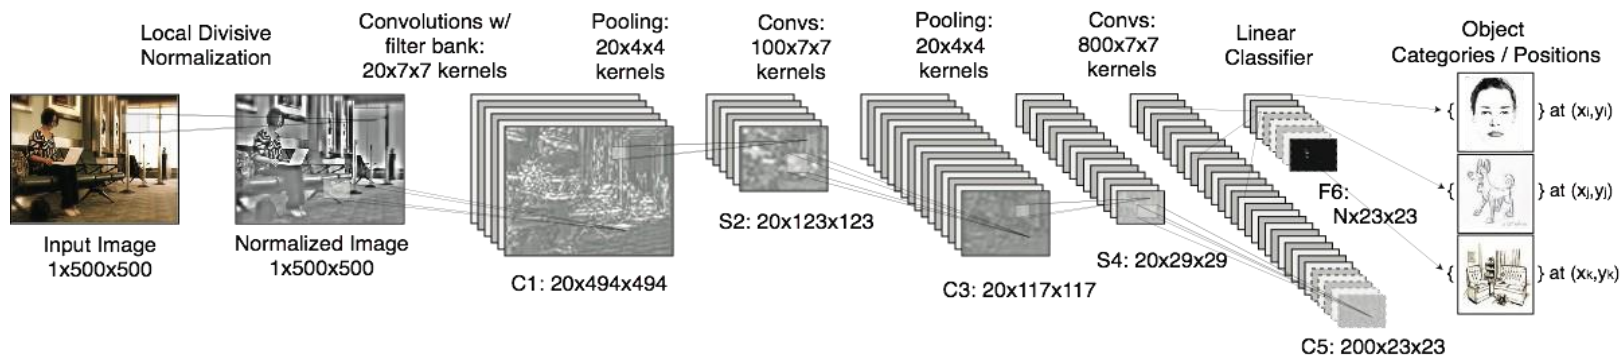 Local Divisive
Normalization
Convolutions w/
filter bank:
20x7x7 kernels
Pooling:
20x4x4
kernels
Convs:
100x7x7
kernels
Pooling:
20x4x4
kernels
Convs:
800x7x7
kernels
Linear
Classifier
Object
Categories / Positions
{ } at (xi,yi)
{ } at (xj,yj)
{ } at (xk,yk)
Input Image
1x500x500
Normalized Image
1x500x500
C1: 20x494x494
S2: 20x123x123
C3: 20x117x117
S4: 20x29x29
C5: 200x23x23
F6:
Nx23x23